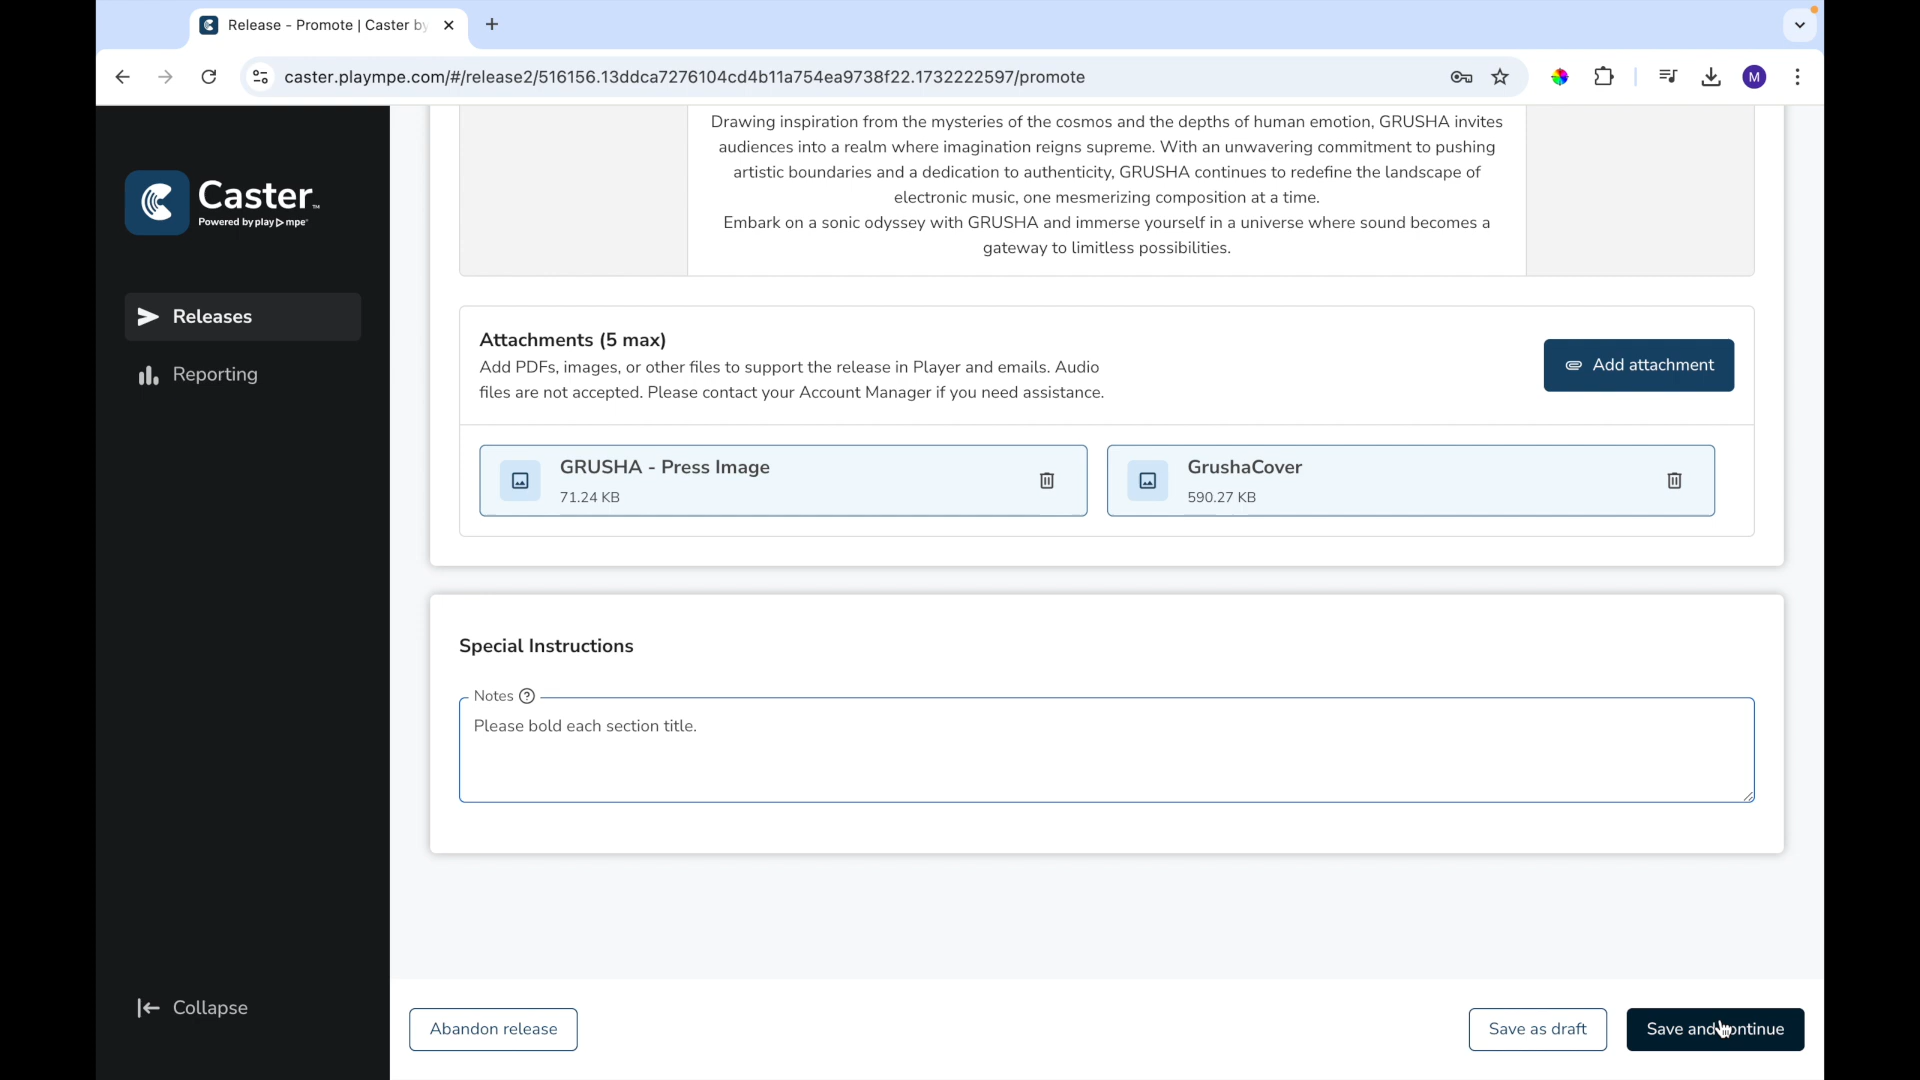 Release - Promote | Caster by
caster.plaympe.com/#/release2/516156.13ddca7276104cd4b11a754ea9738f22.1732222597/promote
M
Caster™
Powered by play mpe®
Releases
Reporting
Collapse
Drawing inspiration from the mysteries of the cosmos and the depths of human emotion, GRUSHA invites
audiences into a realm where imagination reigns supreme. With an unwavering commitment to pushing
artistic boundaries and a dedication to authenticity, GRUSHA continues to redefine the landscape of
electronic music, one mesmerizing composition at a time.
Embark on a sonic odyssey with GRUSHA and immerse yourself in a universe where sound becomes a
gateway to limitless possibilities.
Attachments (5 max)
Add PDFs, images, or other files to support the release in Player and emails. Audio
files are not accepted. Please contact your Account Manager if you need assistance.
Add attachment
GRUSHA - Press Image
71.24 KB
GrushaCover
590.27 KB
Special Instructions
Notes ?
Please bold each section title.
Abandon release
Save as draft
Save and continue